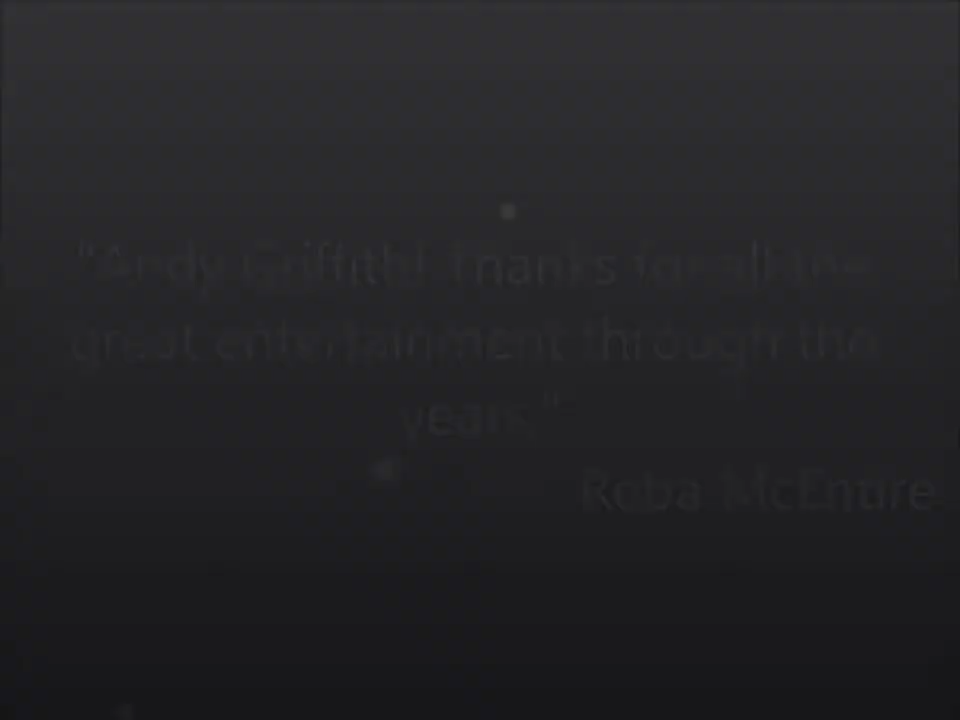 "Andy Griffith! Thanks for all the
great entertainment through the
years."
Reba McEntire